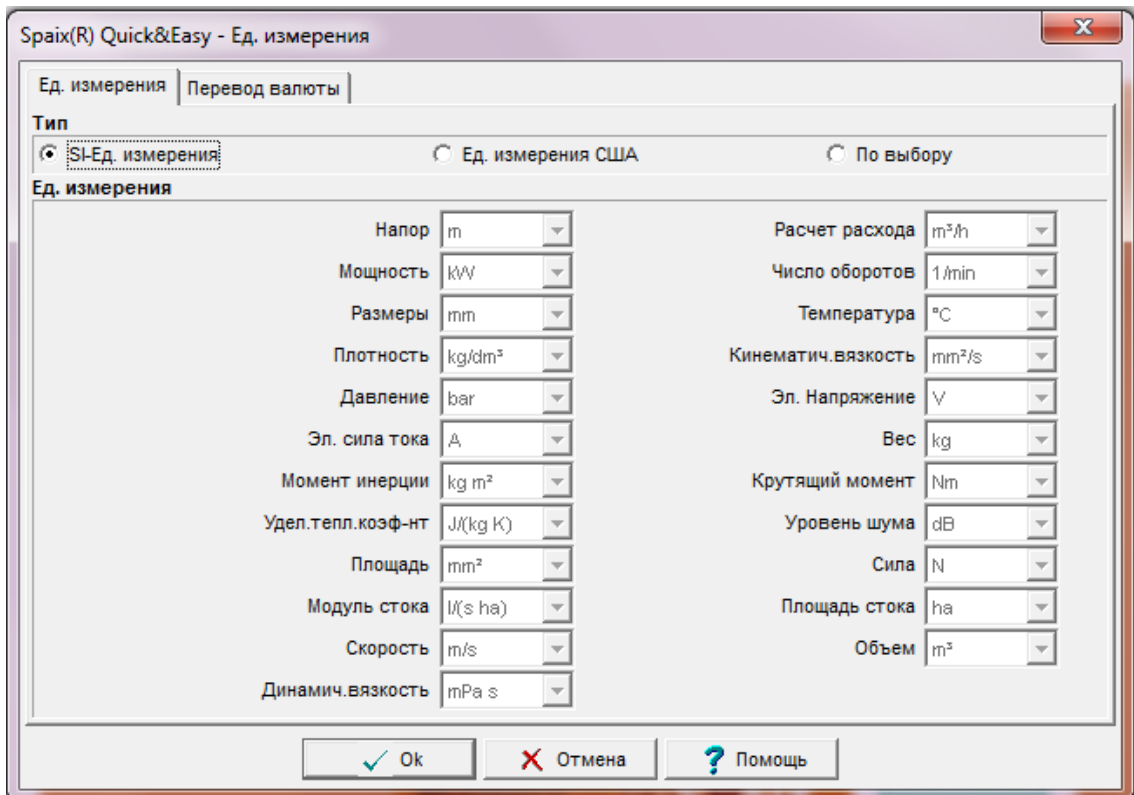 Spaix(R) Quick&Easy - Ед. измерения
Ед. измерения Перевод валюты
Тип
SI-Ед. измерения Ед. измерения США По выбору
Ед. измерения
Напор m Расчет расхода m³/h
Мощность kW Число оборотов 1/min
Размеры mm Температура °C
Плотность kg/dm³ Кинематич.вязкость mm²/s
Давление bar Эл. Напряжение V
Эл. сила тока A Вес kg
Момент инерции kg m² Крутящий момент Nm
Удел.тепл.коэф-нт J/(kg K) Уровень шума dB
Площадь mm² Сила N
Модуль стока l/(s ha) Площадь стока ha
Скорость m/s Объем m³
Динамич.вязкость mPa s
Ok Отмена ? Помощь